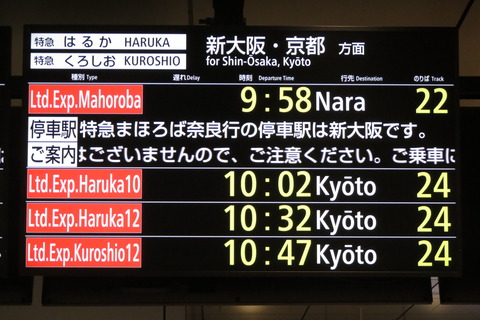 特急 はるか HARUKA
特急 くろしお KUROSHIO
新大阪・京都 方面
for Shin-Osaka, Kyōto
種別 Type 遅れ Delay 時刻 Departure Time 行先 Destination のりば Track
Ltd.Exp.Mahoroba 9:58 Nara 22
停車駅 特急まほろば奈良行の停車駅は新大阪です。
ご案内 はございませんので、ご注意ください。ご乗車に
Ltd.Exp.Haruka10 10:02 Kyōto 24
Ltd.Exp.Haruka12 10:32 Kyōto 24
Ltd.Exp.Kuroshio12 10:47 Kyōto 24